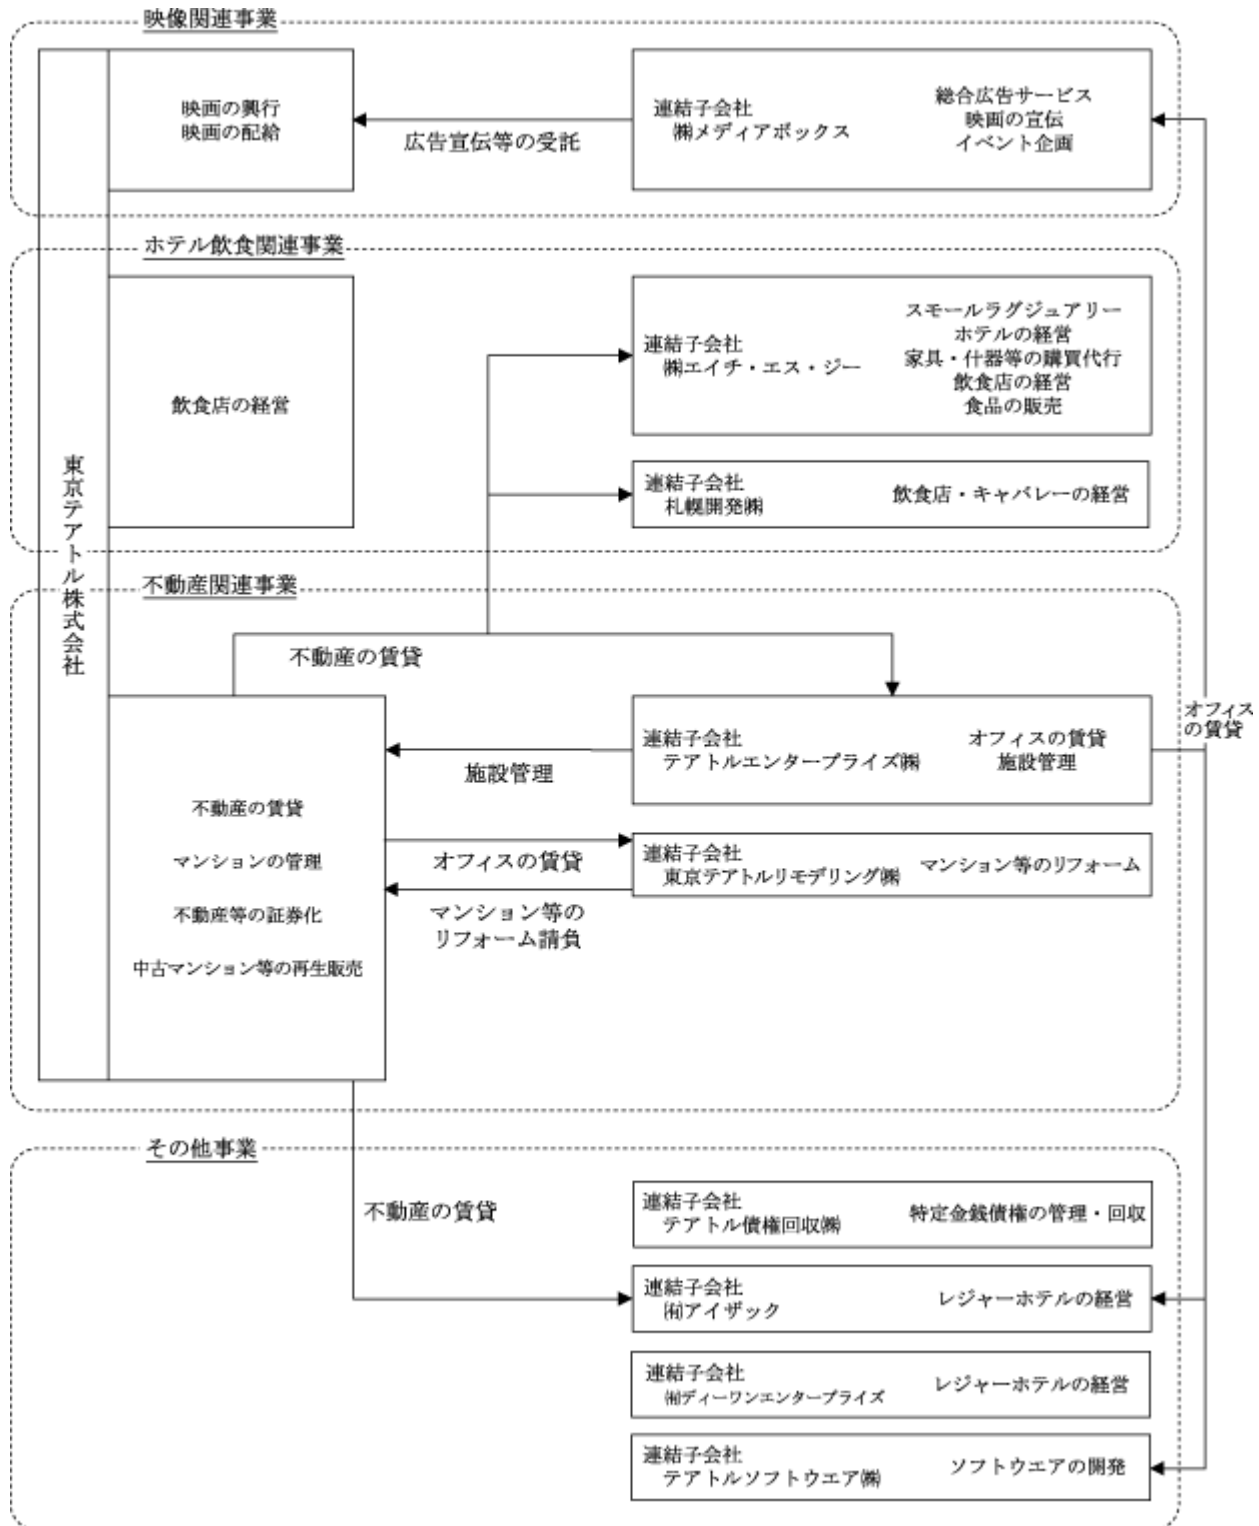 映像関連事業
映画の興行
映画の配給
広告宣伝等の受託
連結子会社
㈱メディアボックス
総合広告サービス
映画の宣伝
イベント企画
ホテル飲食関連事業
飲食店の経営
連結子会社
㈱エイチ・エス・ジー
スモールラグジュアリー
ホテルの経営
家具・什器等の購買代行
飲食店の経営
食品の販売
連結子会社
札幌開発㈱
飲食店・キャバレーの経営
東京テアトル株式会社
不動産関連事業
不動産の賃貸
連結子会社
テアトルエンタープライズ㈱
オフィスの賃貸
施設管理
オフィス
の賃貸
施設管理
不動産の賃貸
マンションの管理
不動産等の証券化
中古マンション等の再生販売
オフィスの賃貸
連結子会社
東京テアトルリモデリング㈱
マンション等のリフォーム
マンション等の
リフォーム請負
その他事業
不動産の賃貸
連結子会社
テアトル債権回収㈱
特定金銭債権の管理・回収
連結子会社
㈲アイザック
レジャーホテルの経営
連結子会社
㈲ディーワンエンタープライズ
レジャーホテルの経営
連結子会社
テアトルソフトウエア㈱
ソフトウエアの開発